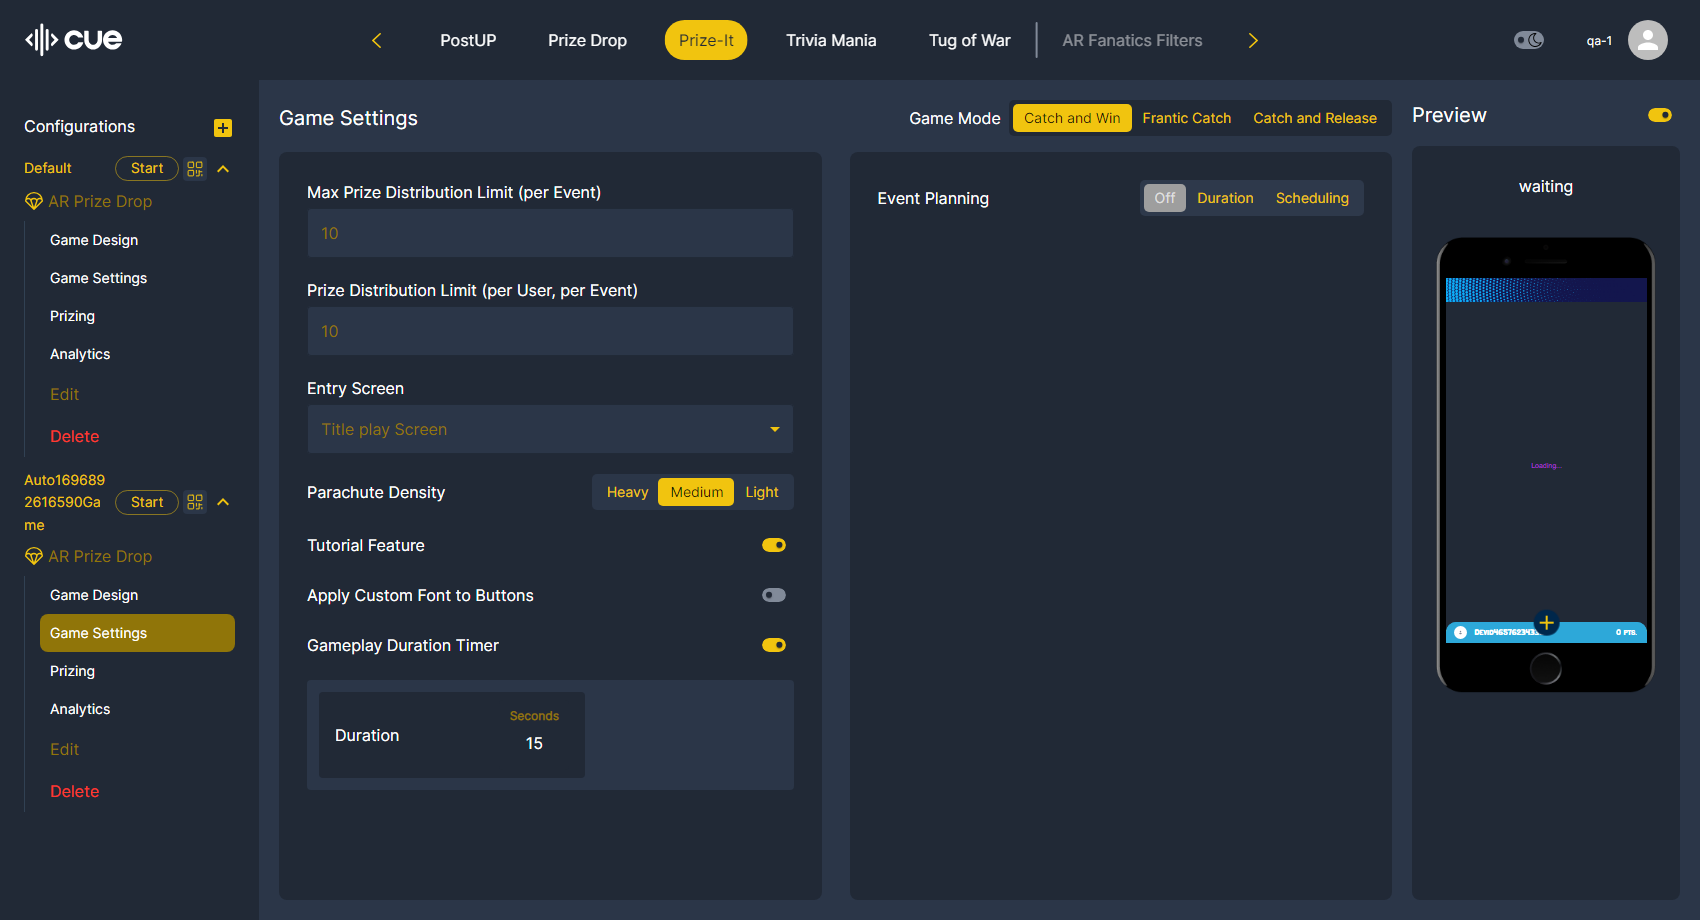 cue
PostUP
Prize Drop
Prize-It
Trivia Mania
Tug of War
AR Fanatics Filters
qa-1
Configurations
Default
Start
AR Prize Drop
Game Design
Game Settings
Prizing
Analytics
Edit
Delete
Auto169689
2616590Ga
me
Start
AR Prize Drop
Game Design
Game Settings
Prizing
Analytics
Edit
Delete
Game Settings
Game Mode
Catch and Win
Frantic Catch
Catch and Release
Max Prize Distribution Limit (per Event)
10
Prize Distribution Limit (per User, per Event)
10
Entry Screen
Title play Screen
Parachute Density
Heavy
Medium
Light
Tutorial Feature
Apply Custom Font to Buttons
Gameplay Duration Timer
Duration
Seconds
15
Event Planning
Off
Duration
Scheduling
Preview
waiting
Loading...
0 PTS.